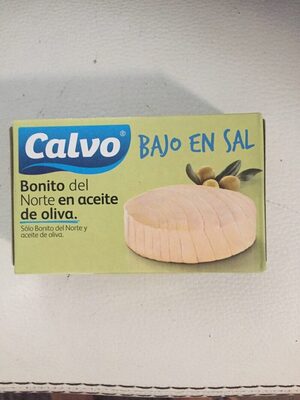 Calvo®
BAJO EN SAL
Bonito del
Norte en aceite
de oliva.
Sólo Bonito del Norte y
aceite de oliva.